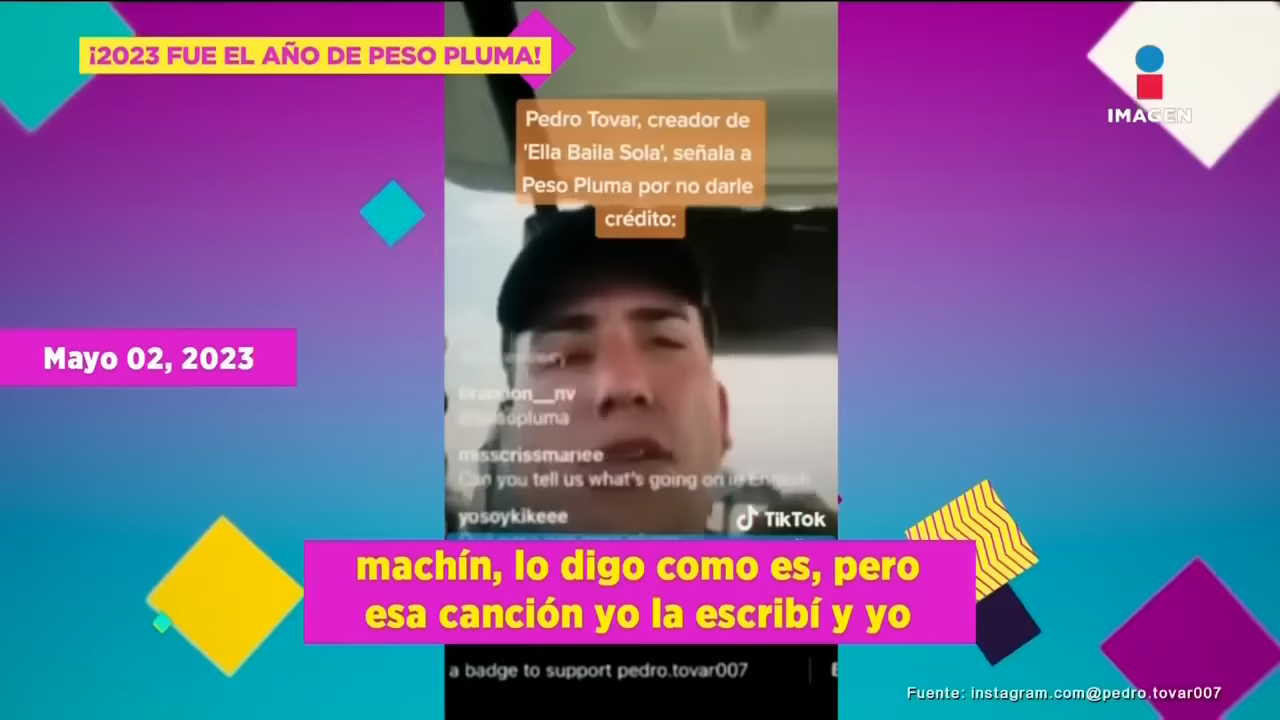 ¡2023 FUE EL AÑO DE PESO PLUMA!
IMAGEN
Pedro Tovar, creador de
'Ella Baila Sola', señala a
Peso Pluma por no darle
crédito:
Mayo 02, 2023
misscrissmariee
Can you tell us what's going on in English
yosoykikeee
TikTok
machín, lo digo como es, pero
esa canción yo la escribí y yo
a badge to support pedro.tovar007
Fuente: instagram.com@pedro.tovar007